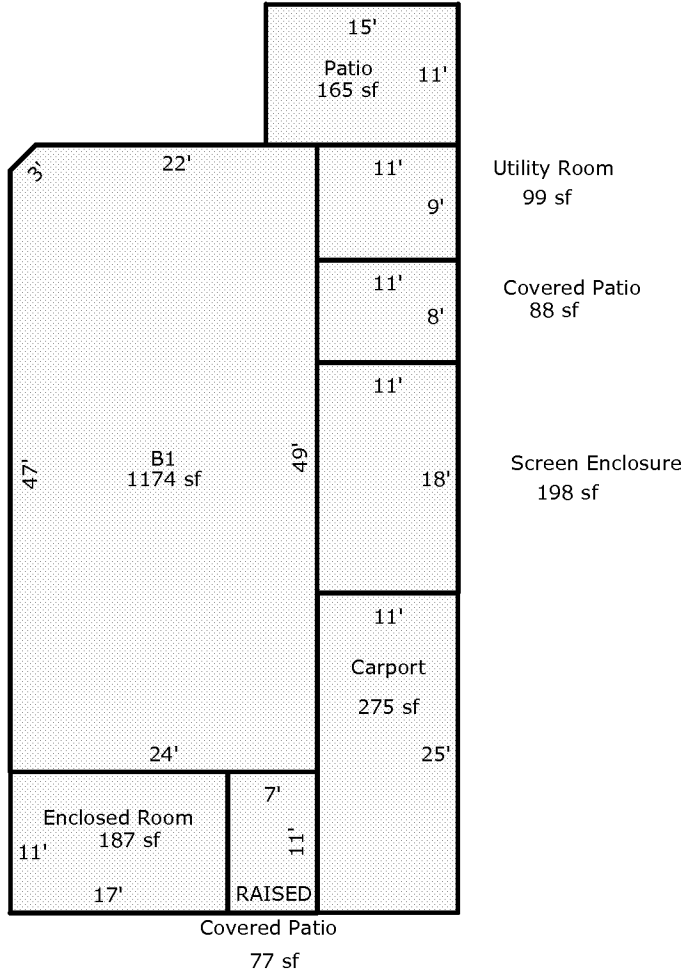 15'
Patio
165 sf
11'
3'
22'
11'
9'
Utility Room
99 sf
11'
8'
Covered Patio
88 sf
11'
18'
Screen Enclosure
198 sf
47'
B1
1174 sf
49'
11'
Carport
275 sf
25'
24'
Enclosed Room
187 sf
11'
17'
7'
11'
RAISED
Covered Patio
77 sf